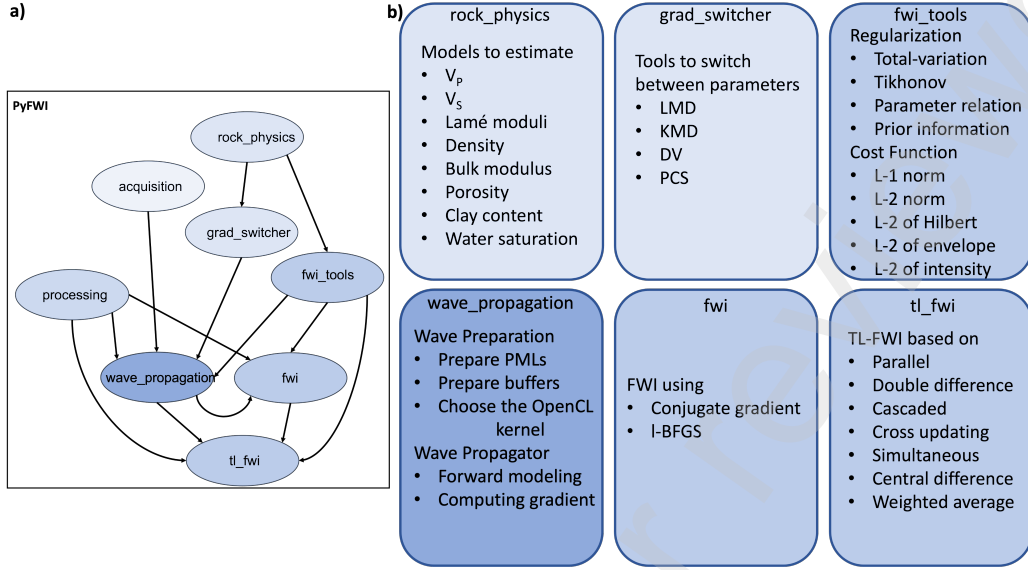 a)
PyFWI
rock_physics
acquisition
grad_switcher
fwi_tools
processing
wave_propagation
fwi
tl_fwi
b)
rock_physics
Models to estimate
• VP
• VS
• Lamé moduli
• Density
• Bulk modulus
• Porosity
• Clay content
• Water saturation
grad_switcher
Tools to switch
between parameters
• LMD
• KMD
• DV
• PCS
fwi_tools
Regularization
• Total-variation
• Tikhonov
• Parameter relation
• Prior information
Cost Function
• L-1 norm
• L-2 norm
• L-2 of Hilbert
• L-2 of envelope
• L-2 of intensity
wave_propagation
Wave Preparation
• Prepare PMLs
• Prepare buffers
• Choose the OpenCL
kernel
Wave Propagator
• Forward modeling
• Computing gradient
fwi
FWI using
• Conjugate gradient
• l-BFGS
tl_fwi
TL-FWI based on
• Parallel
• Double difference
• Cascaded
• Cross updating
• Simultaneous
• Central difference
• Weighted average